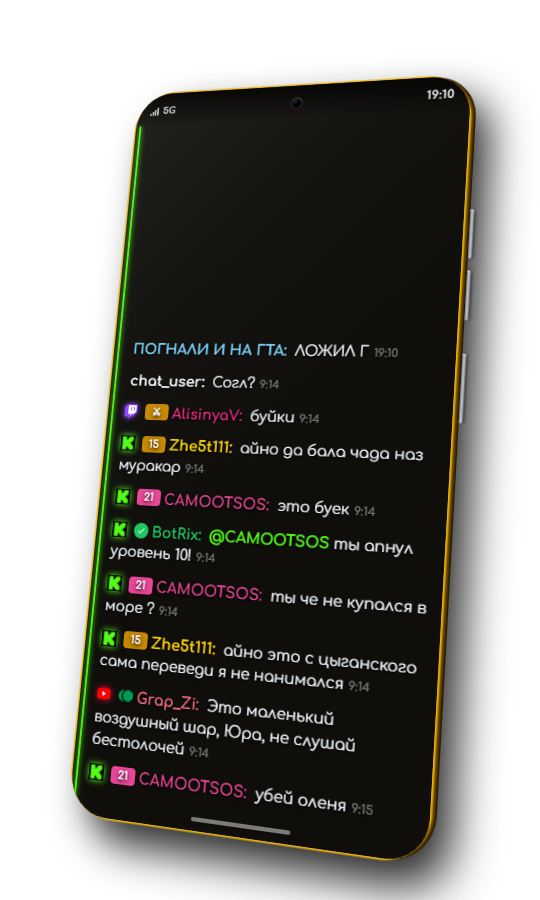 5G 19:10
ПОГНАЛИ И НА ГТА: ЛОЖИЛ Г 19:10
chat_user: Согл? 9:14
AlisinyaV: буйки 9:14
15 Zhe5t111: айно да бала чада наз
муракар 9:14
21 CAMOOTSOS: это буек 9:14
BotRix: @CAMOOTSOS ты апнул
уровень 10! 9:14
21 CAMOOTSOS: ты че не купался в
море ? 9:14
15 Zhe5t111: айно это с цыганского
сама переведи я не нанимался 9:14
Grap_Zi: Это маленький
воздушный шар, Юра, не слушай
бестолочей 9:14
21 CAMOOTSOS: убей оленя 9:15